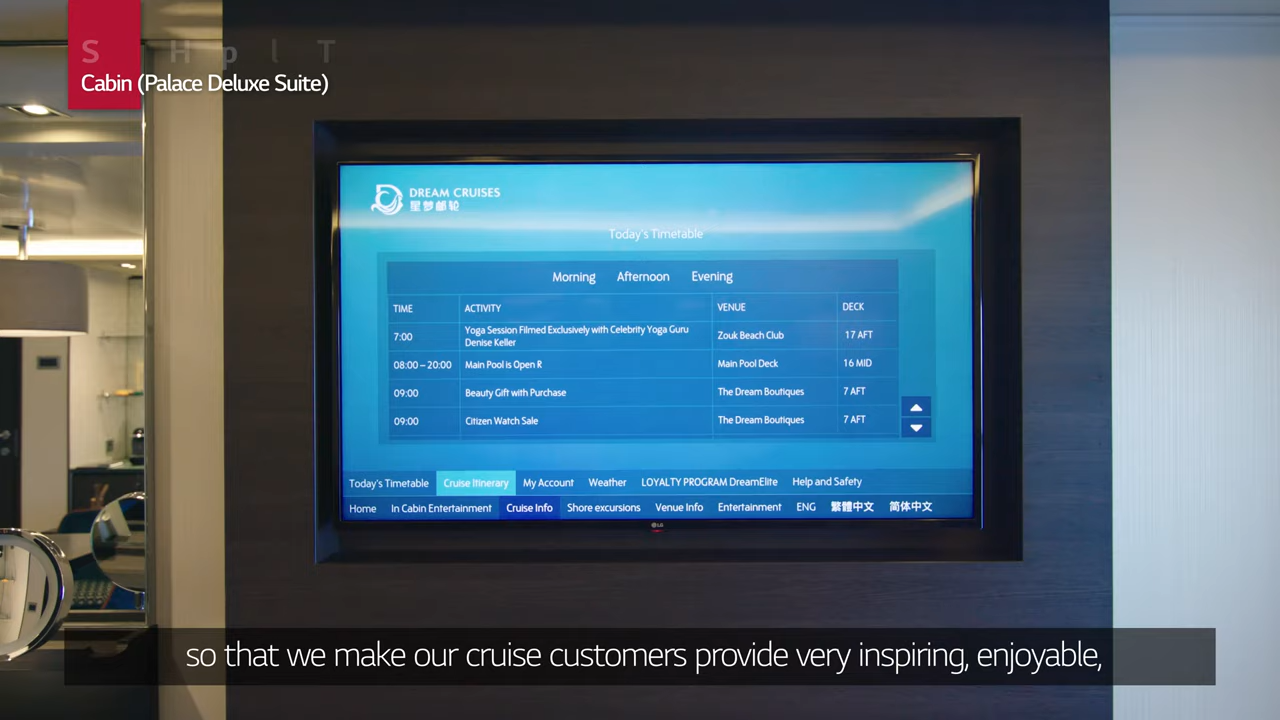 S H p l T
Cabin (Palace Deluxe Suite)
DREAM CRUISES
星梦邮轮
Today's Timetable
Morning Afternoon Evening
TIME ACTIVITY VENUE DECK
7:00 Yoga Session Filmed Exclusively with Celebrity Yoga Guru Denise Keller Zouk Beach Club 17 AFT
08:00 – 20:00 Main Pool is Open R Main Pool Deck 16 MID
09:00 Beauty Gift with Purchase The Dream Boutiques 7 AFT
09:00 Citizen Watch Sale The Dream Boutiques 7 AFT
Today's Timetable Cruise Itinerary My Account Weather LOYALTY PROGRAM DreamElite Help and Safety
Home In Cabin Entertainment Cruise Info Shore excursions Venue Info Entertainment ENG 繁體中文 简体中文
LG
so that we make our cruise customers provide very inspiring, enjoyable,